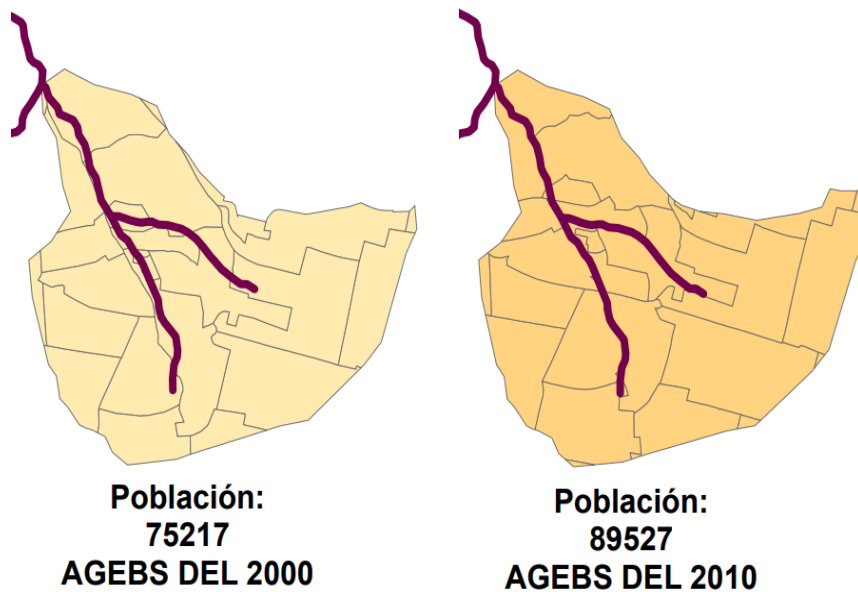 Población:
75217
AGEBS DEL 2000
Población:
89527
AGEBS DEL 2010